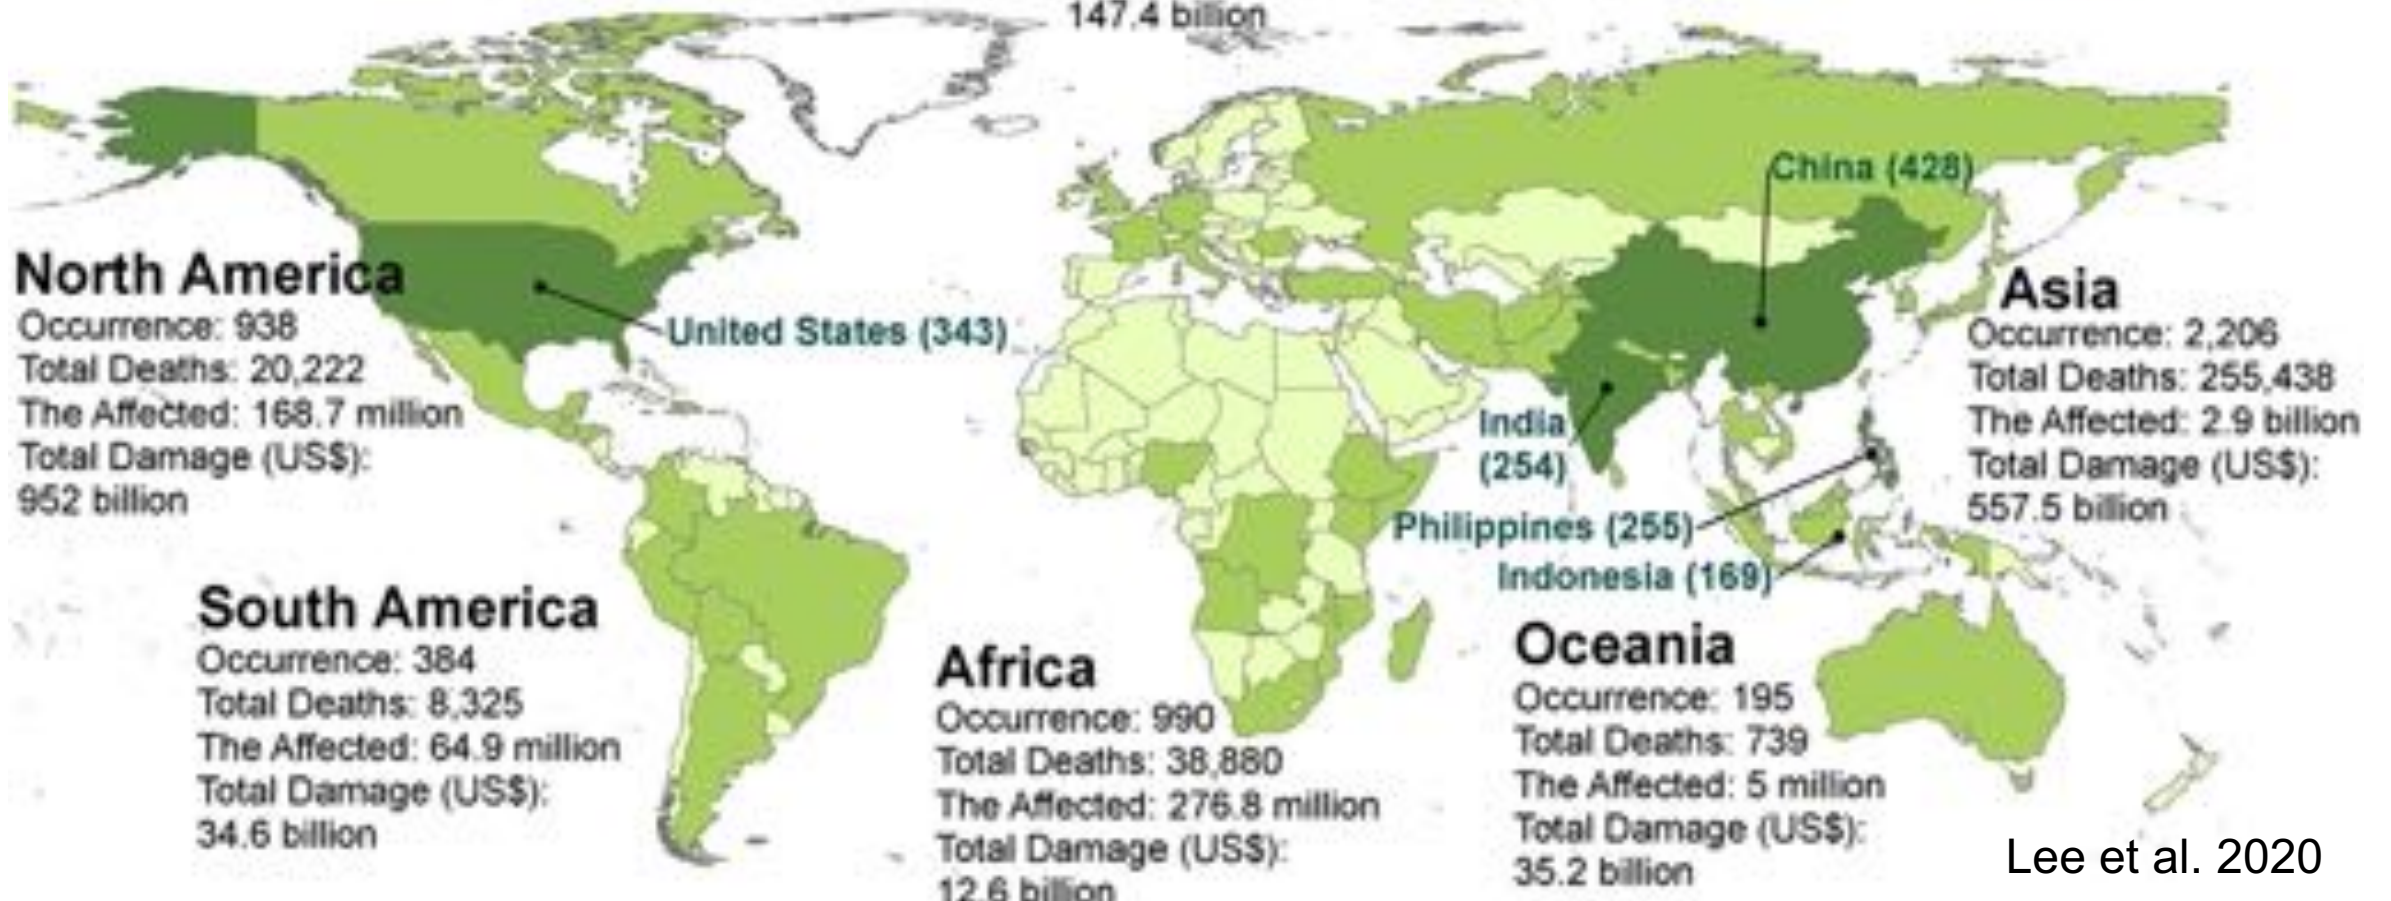 147.4 billion
China (428)
North America
Occurrence: 938
Total Deaths: 20,222
The Affected: 168.7 million
Total Damage (US$):
952 billion
United States (343)
Asia
Occurrence: 2,206
Total Deaths: 255,438
The Affected: 2.9 billion
Total Damage (US$):
557.5 billion
India
(254)
Philippines (255)
Indonesia (169)
South America
Occurrence: 384
Total Deaths: 8,325
The Affected: 64.9 million
Total Damage (US$):
34.6 billion
Africa
Occurrence: 990
Total Deaths: 38,880
The Affected: 276.8 million
Total Damage (US$):
12.6 billion
Oceania
Occurrence: 195
Total Deaths: 739
The Affected: 5 million
Total Damage (US$):
35.2 billion
Lee et al. 2020